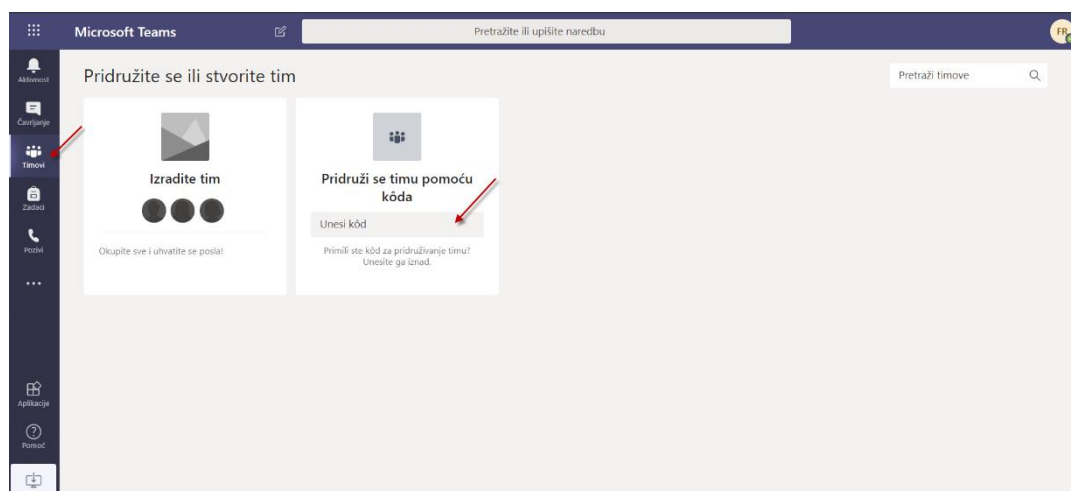 Microsoft Teams
Pretražite ili upišite naredbu
FR
Aktivnost
Čavrljanje
Timovi
Zadaci
Pozivi
Aplikacije
Pomoć
Pridružite se ili stvorite tim
Pretraži timove
Izradite tim
Okupite sve i uhvatite se posla!
Pridruži se timu pomoću
kôda
Unesi kôd
Primili ste kôd za pridruživanje timu?
Unesite ga iznad.